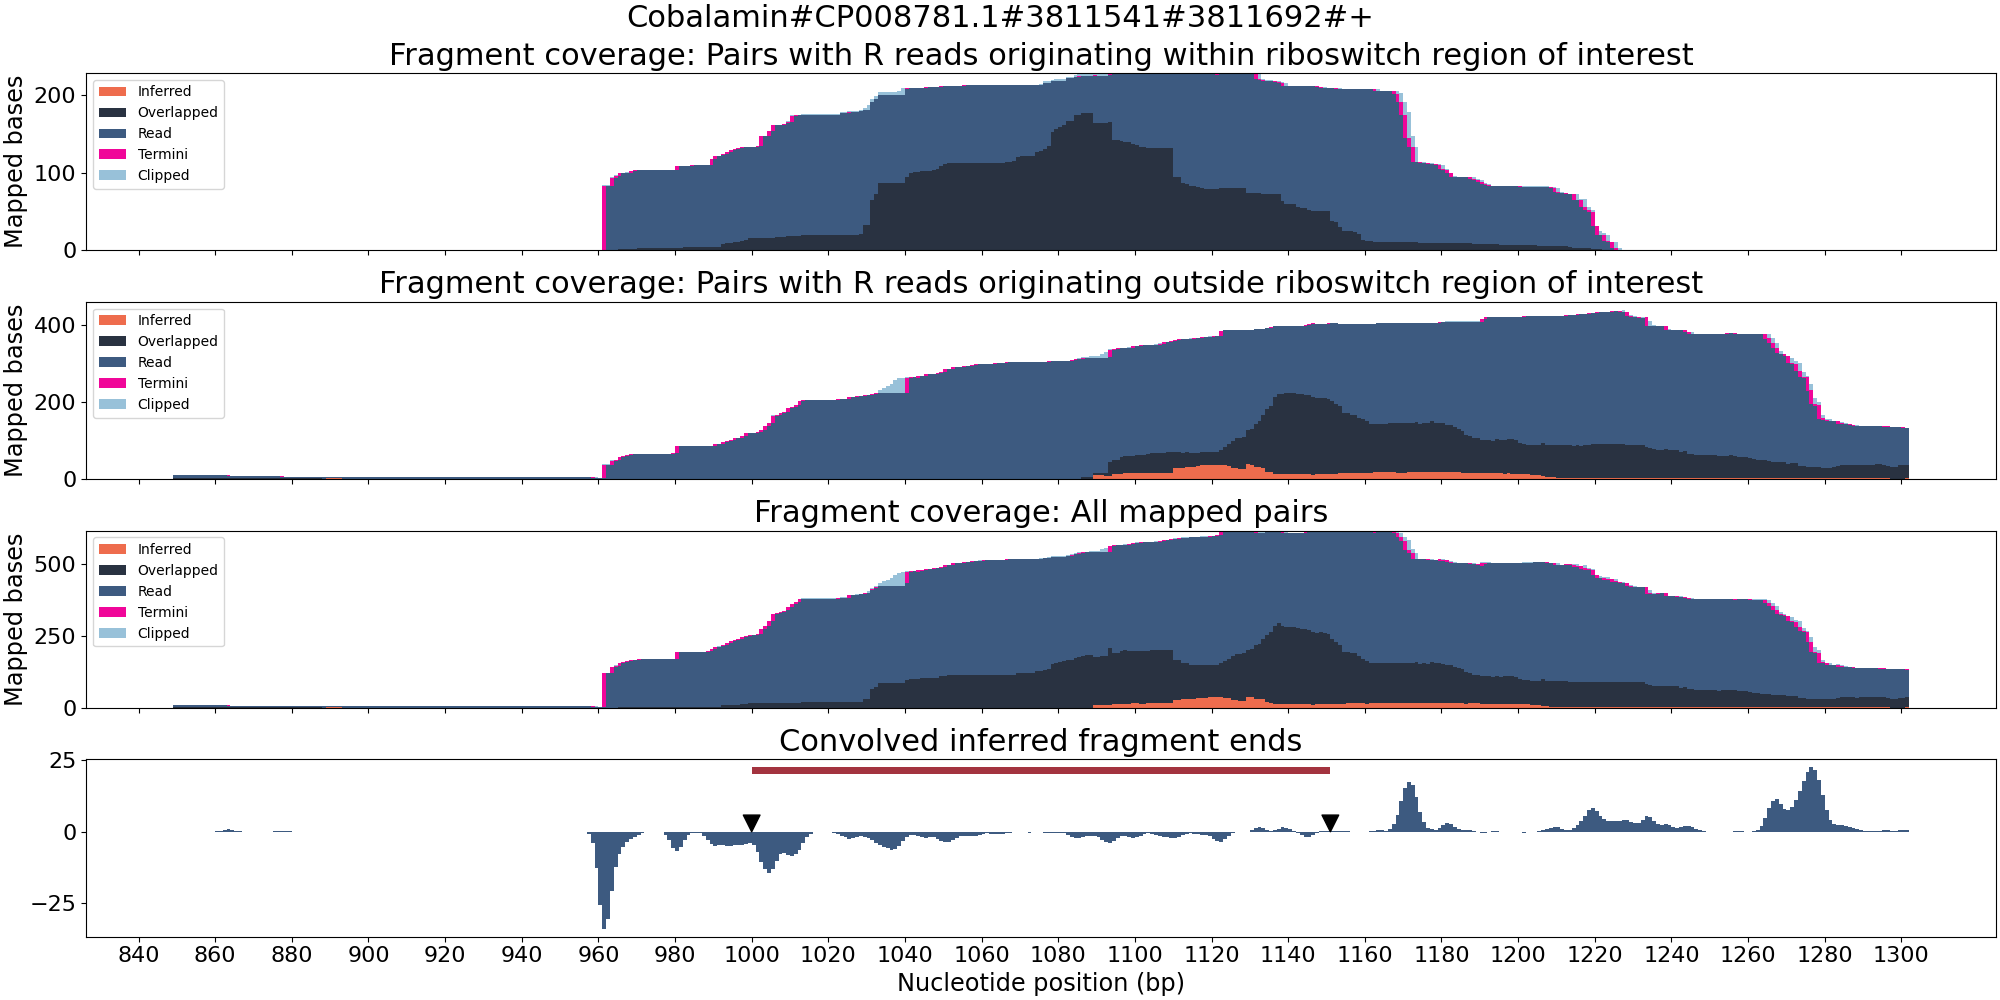 Cobalamin#CP008781.1#3811541#3811692#+
Fragment coverage: Pairs with R reads originating within riboswitch region of interest
Mapped bases
200
100
0
Inferred
Overlapped
Read
Termini
Clipped
Fragment coverage: Pairs with R reads originating outside riboswitch region of interest
Mapped bases
400
200
0
Inferred
Overlapped
Read
Termini
Clipped
Fragment coverage: All mapped pairs
Mapped bases
500
250
0
Inferred
Overlapped
Read
Termini
Clipped
Convolved inferred fragment ends
25
0
−25
840 860 880 900 920 940 960 980 1000 1020 1040 1060 1080 1100 1120 1140 1160 1180 1200 1220 1240 1260 1280 1300
Nucleotide position (bp)